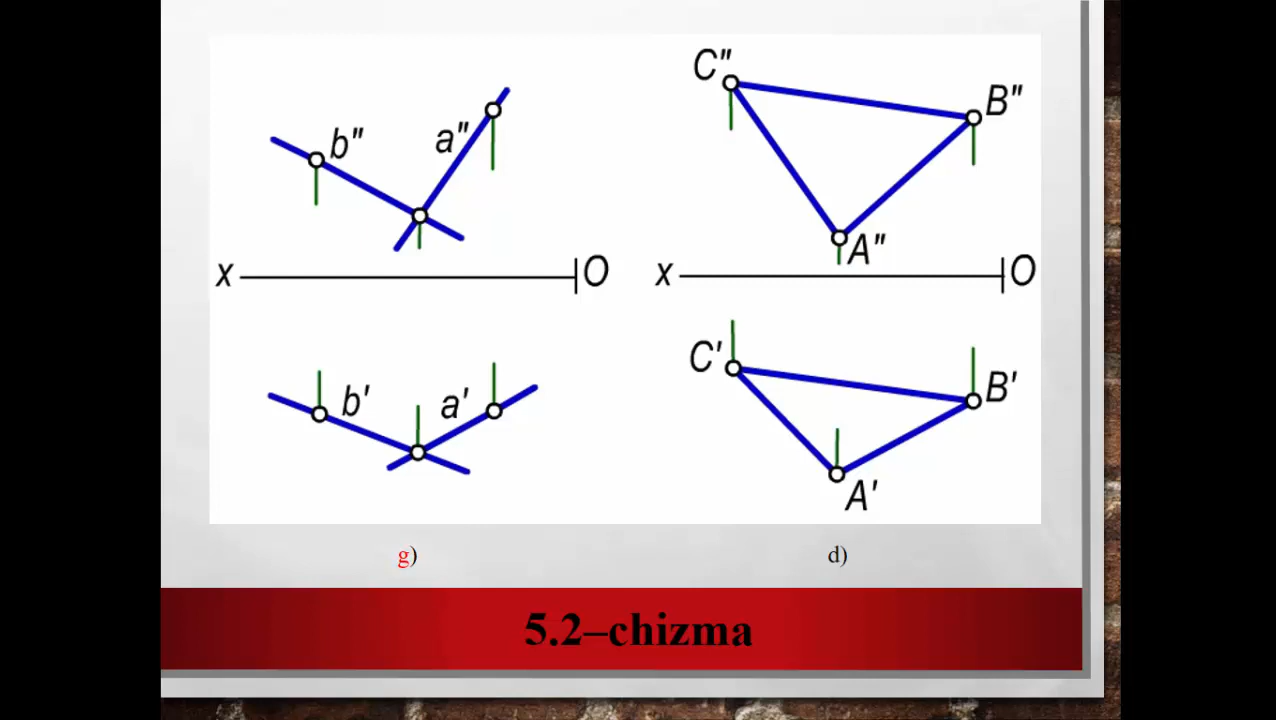 C"
b"
a"
B"
A"
x
O
x
O
C'
b'
a'
B'
A'
g)
d)
5.2–chizma